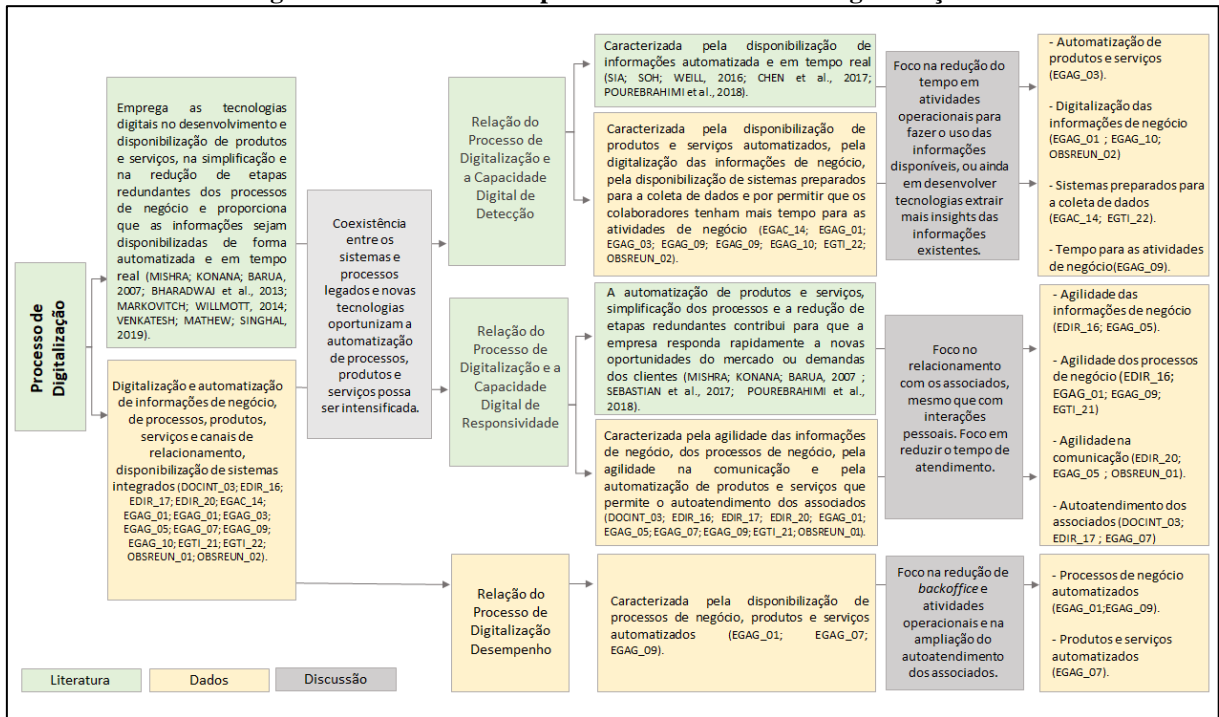 Processo de
Digitalização
Emprega as tecnologias
digitais no desenvolvimento e
disponibilização de produtos
e serviços, na simplificação e
na redução de etapas
redundantes dos processos
de negócio e proporciona
que as informações sejam
disponibilizadas de forma
automatizada e em tempo
real (MISHRA; KONANA; BARUA,
2007; BHARADWAJ et al., 2013;
MARKOVITCH; WILLMOTT, 2014;
VENKATESH; MATHEW; SINGHAL,
2019).
Digitalização e automatização
de informações de negócio,
de processos, produtos,
serviços e canais de
relacionamento,
disponibilização de sistemas
integrados (DOCINT_03; EDIR_16;
EDIR_17; EDIR_20; EGAC_14;
EGAG_01; EGAG_01; EGAG_03;
EGAG_05; EGAG_07; EGAG_09;
EGAG_10; EGTI_21; EGTI_22;
OBSREUN_01; OBSREUN_02).
Coexistência
entre os
sistemas e
processos
legados e novas
tecnologias
oportunizam a
automatização
de processos,
produtos e
serviços possa
ser intensificada.
Relação do
Processo de
Digitalização e
a Capacidade
Digital de
Detecção
Caracterizada pela disponibilização de
informações automatizada e em tempo real
(SIA; SOH; WEILL, 2016; CHEN et al., 2017;
POUREBRAHIMI et al., 2018).
Caracterizada pela disponibilização de
produtos e serviços automatizados, pela
digitalização das informações de negócio,
pela disponibilização de sistemas preparados
para a coleta de dados e por permitir que os
colaboradores tenham mais tempo para as
atividades de negócio (EGAC_14; EGAG_01;
EGAG_03; EGAG_09; EGAG_09; EGAG_10; EGTI_22;
OBSREUN_02).
Foco na redução do
tempo em
atividades
operacionais para
fazer o uso das
informações
disponíveis, ou ainda
em desenvolver
tecnologias extrair
mais insights das
informações
existentes.
- Automatização de
produtos e serviços
(EGAG_03).
- Digitalização das
informações de negócio
(EGAG_01 ; EGAG_10;
OBSREUN_02)
- Sistemas preparados para
a coleta de dados
(EGAC_14; EGTI_22).
- Tempo para as atividades
de negócio(EGAG_09).
Relação do
Processo de
Digitalização e a
Capacidade
Digital de
Responsividade
A automatização de produtos e serviços,
simplificação dos processos e a redução de
etapas redundantes contribui para que a
empresa responda rapidamente a novas
oportunidades do mercado ou demandas
dos clientes (MISHRA; KONANA; BARUA, 2007 ;
SEBASTIAN et al., 2017; POUREBRAHIMI et al.,
2018).
Caracterizada pela agilidade das informações
de negócio, dos processos de negócio, pela
agilidade na comunicação e pela
automatização de produtos e serviços que
permite o autoatendimento dos associados
(DOCINT_03; EDIR_16; EDIR_17; EDIR_20; EGAG_01;
EGAG_05; EGAG_07; EGAG_09; EGTI_21; OBSREUN_01).
Foco no
relacionamento
com os associados,
mesmo que com
interações
pessoais. Foco em
reduzir o tempo de
atendimento.
- Agilidade das
informações de negócio
(EDIR_16; EGAG_05).
- Agilidade dos processos
de negócio (EDIR_16;
EGAG_01; EGAG_09;
EGTI_21)
- Agilidade na
comunicação (EDIR_20;
EGAG_05 ; OBSREUN_01).
- Autoatendimento dos
associados (DOCINT_03;
EDIR_17 ; EGAG_07)
Relação do
Processo de
Digitalização
Desempenho
Caracterizada pela disponibilização de
processos de negócio, produtos e serviços
automatizados (EGAG_01; EGAG_07;
EGAG_09).
Foco na redução de
backoffice e
atividades
operacionais e na
ampliação do
autoatendimento
dos associados.
- Processos de negócio
automatizados
(EGAG_01;EGAG_09).
- Produtos e serviços
automatizados
(EGAG_07).
Literatura
Dados
Discussão